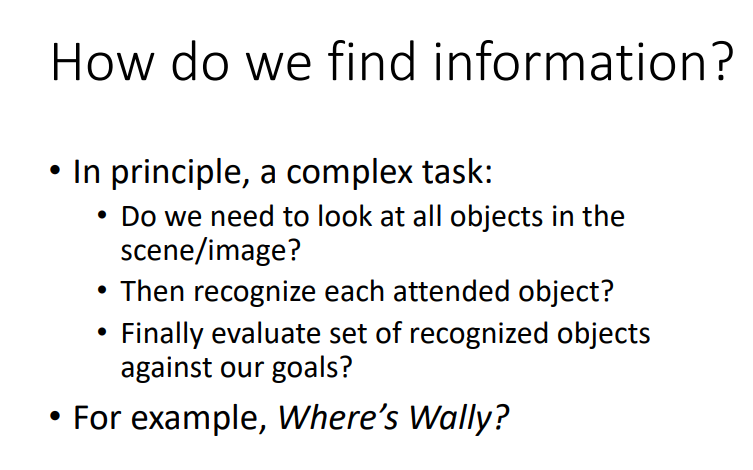 How do we find information?
• In principle, a complex task:
• Do we need to look at all objects in the
scene/image?
• Then recognize each attended object?
• Finally evaluate set of recognized objects
against our goals?
• For example, Where’s Wally?